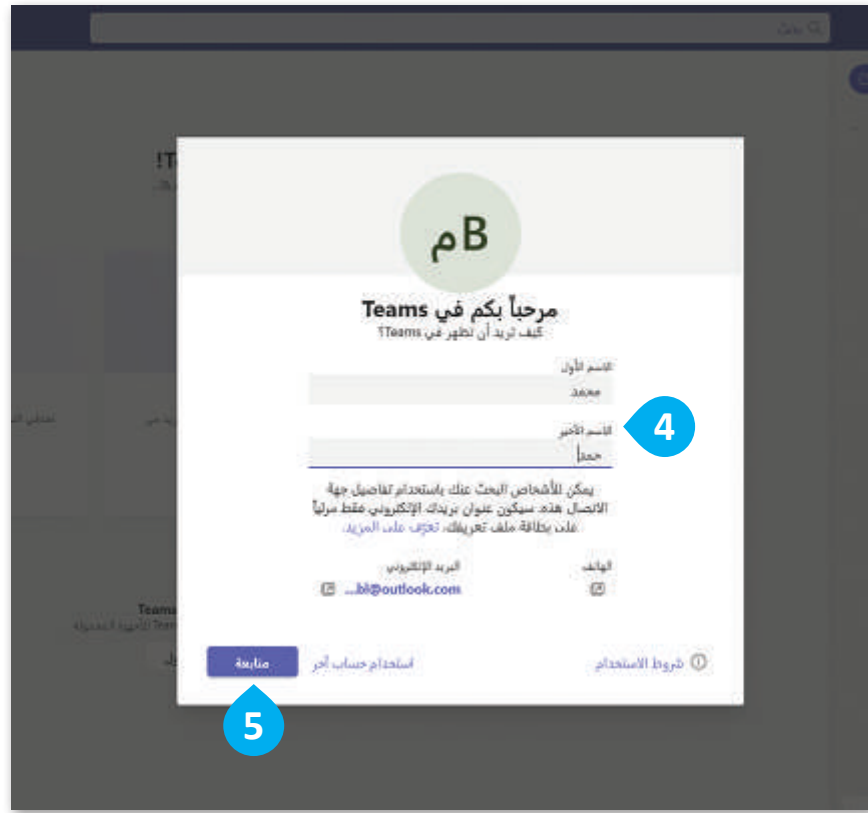 بحث
مB
مرحباً بكم في Teams
كيف تريد أن تظهر في Teams؟
الاسم الأول
محمد
الاسم الأخير
4
حمد
يمكن للأشخاص البحث عنك باستخدام تفاصيل جهة
الاتصال هذه. سيكون عنوان بريدك الإلكتروني فقط مرئياً
على بطاقة ملف تعريفك. تعرّف على المزيد.
الهاتف
البريد الإلكتروني
...bl@outlook.com
Teams
شروط الاستخدام
استخدام حساب آخر
متابعة
5